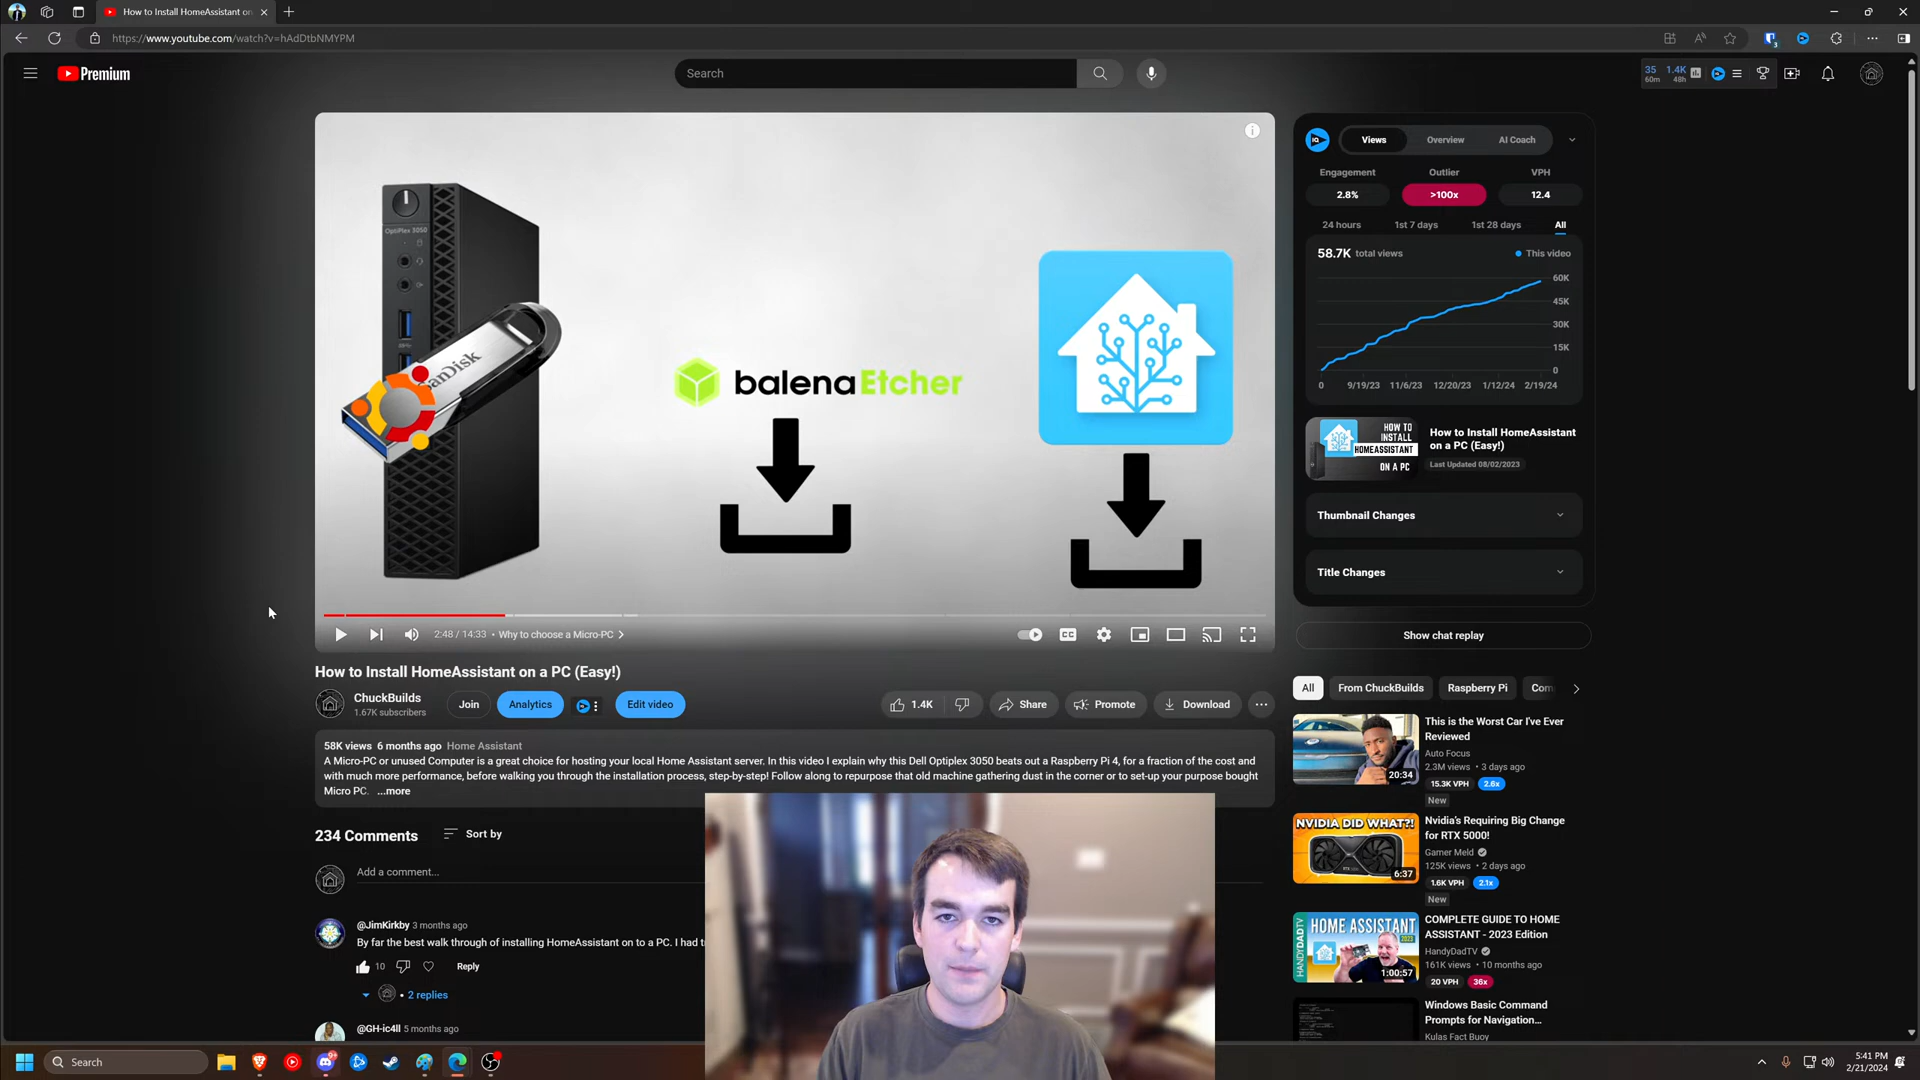 How to Install HomeAssistant on
https://www.youtube.com/watch?v=hAdDtbNMYPM
Premium
Search
35
60m
1.4K
48h
OptiPlex 3050
SanDisk
balenaEtcher
2:48 / 14:33 • Why to choose a Micro-PC
CC
How to Install HomeAssistant on a PC (Easy!)
ChuckBuilds
1.67K subscribers
Join
Analytics
Edit video
1.4K
Share
Promote
Download
58K views 6 months ago Home Assistant
A Micro-PC or unused Computer is a great choice for hosting your local Home Assistant server. In this video I explain why this Dell Optiplex 3050 beats out a Raspberry Pi 4, for a fraction of the cost and
with much more performance, before walking you through the installation process, step-by-step! Follow along to repurpose that old machine gathering dust in the corner or to set-up your purpose bought
Micro PC. ...more
234 Comments
Sort by
Add a comment...
@JimKirkby 3 months ago
By far the best walk through of installing HomeAssistant on to a PC. I had t
10
Reply
• 2 replies
@GH-ic4ll 5 months ago
IQ
Views
Overview
AI Coach
Engagement
Outlier
VPH
2.8%
>100x
12.4
24 hours
1st 7 days
1st 28 days
All
58.7K total views
This video
60K
45K
30K
15K
0
0
9/19/23
11/6/23
12/20/23
1/12/24
2/19/24
HOW TO
INSTALL
HOMEASSISTANT
ON A PC
How to Install HomeAssistant
on a PC (Easy!)
Last Updated 08/02/2023
Thumbnail Changes
Title Changes
Show chat replay
All
From ChuckBuilds
Raspberry Pi
Com
20:34
This is the Worst Car I've Ever
Reviewed
Auto Focus
2.3M views • 3 days ago
15.3K VPH
2.6x
New
NVIDIA DID WHAT?!
6:37
Nvidia's Requiring Big Change
for RTX 5000!
Gamer Meld
125K views • 2 days ago
1.6K VPH
2.1x
New
HANDYDADTV
HOME ASSISTANT
2023
1:00:57
COMPLETE GUIDE TO HOME
ASSISTANT - 2023 Edition
HandyDadTV
161K views • 10 months ago
20 VPH
36x
Windows Basic Command
Prompts for Navigation...
Kulas Fact Buoy
Search
5:41 PM
2/21/2024